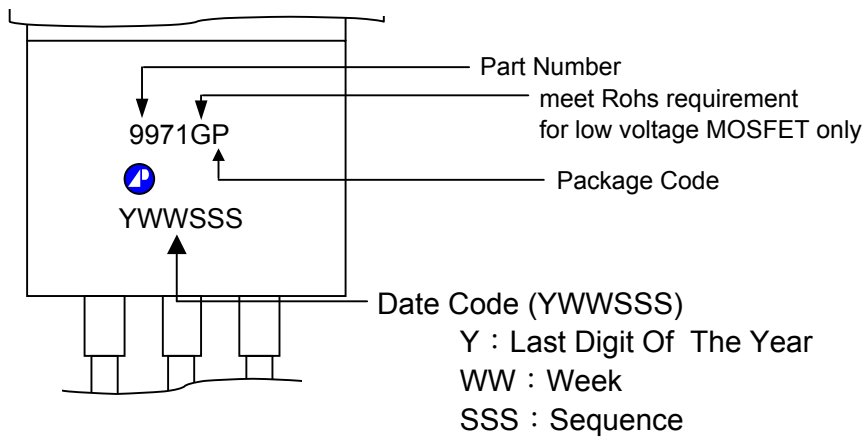 Part Number
meet Rohs requirement
for low voltage MOSFET only
9971GP
Package Code
YWWSSS
Date Code (YWWSSS)
Y：Last Digit Of The Year
WW：Week
SSS：Sequence